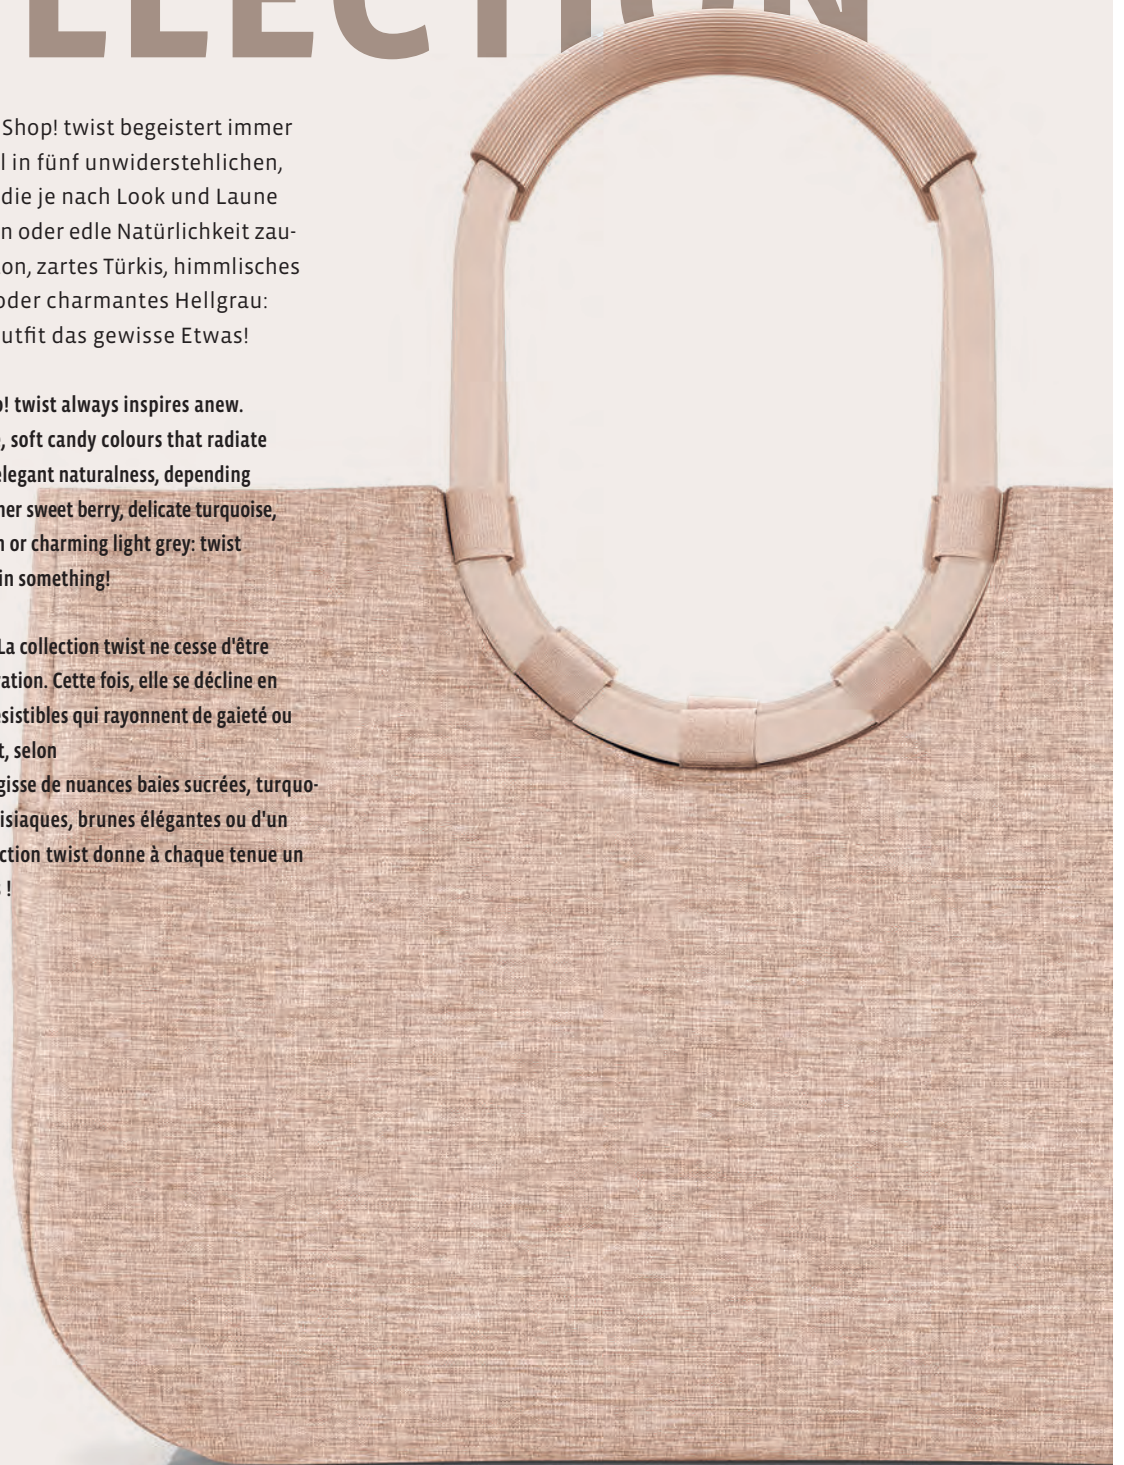 LLECTION
Shop! twist begeistert immer
l in fünf unwiderstehlichen,
die je nach Look und Laune
n oder edle Natürlichkeit zau-
on, zartes Türkis, himmlisches
oder charmantes Hellgrau:
utfit das gewisse Etwas!
p! twist always inspires anew.
, soft candy colours that radiate
elegant naturalness, depending
her sweet berry, delicate turquoise,
n or charming light grey: twist
in something!
La collection twist ne cesse d'être
ation. Cette fois, elle se décline en
ésistibles qui rayonnent de gaieté ou
t, selon
gisse de nuances baies sucrées, turquo-
isiaques, brunes élégantes ou d'un
ction twist donne à chaque tenue un
s !